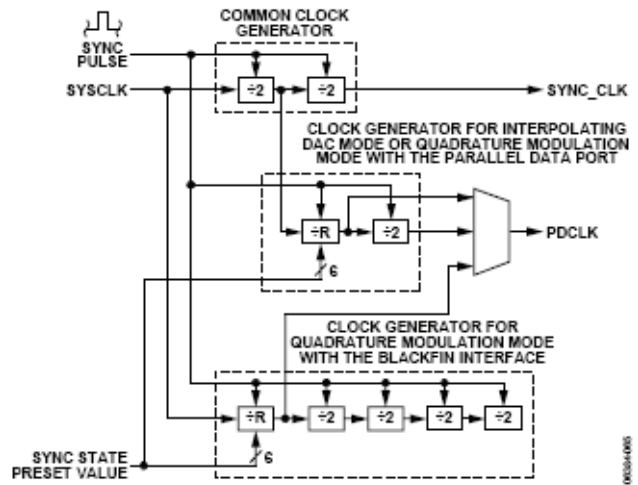 COMMON CLOCK
GENERATOR
SYNC
PULSE
SYSCLK
÷2
÷2
SYNC_CLK
CLOCK GENERATOR FOR INTERPOLATING
DAC MODE OR QUADRATURE MODULATION
MODE WITH THE PARALLEL DATA PORT
÷R
÷2
6
PDCLK
CLOCK GENERATOR FOR
QUADRATURE MODULATION MODE
WITH THE BLACKFIN INTERFACE
÷R
÷2
÷2
÷2
÷2
6
SYNC STATE
PRESET VALUE